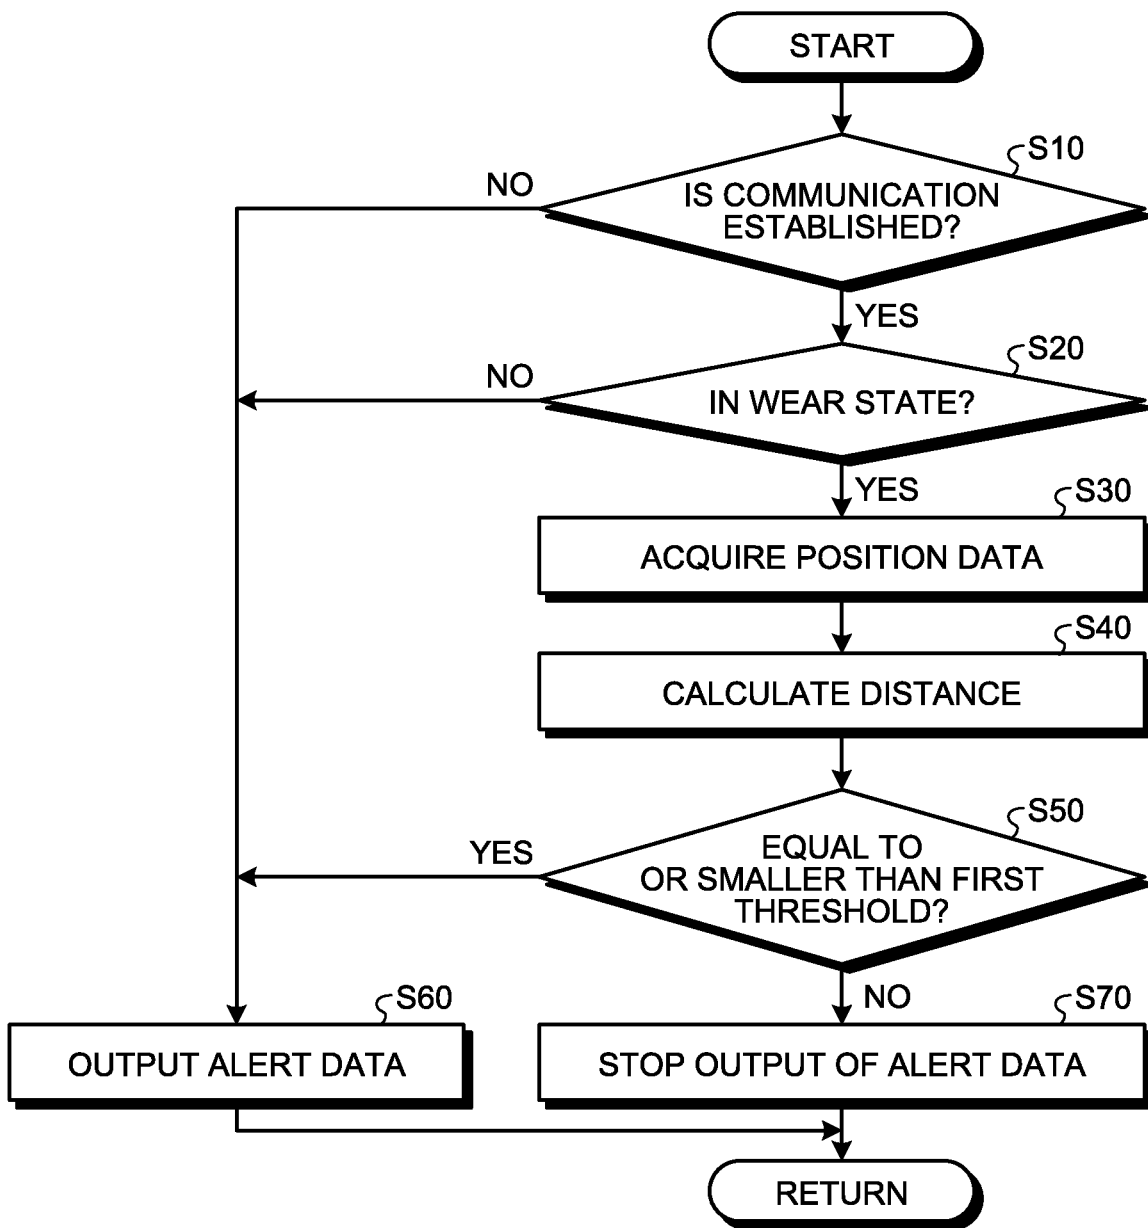 START
S10
NO
IS COMMUNICATION
ESTABLISHED?
YES
S20
NO
IN WEAR STATE?
YES
S30
ACQUIRE POSITION DATA
S40
CALCULATE DISTANCE
S50
YES
EQUAL TO
OR SMALLER THAN FIRST
THRESHOLD?
NO
S60
S70
OUTPUT ALERT DATA
STOP OUTPUT OF ALERT DATA
RETURN